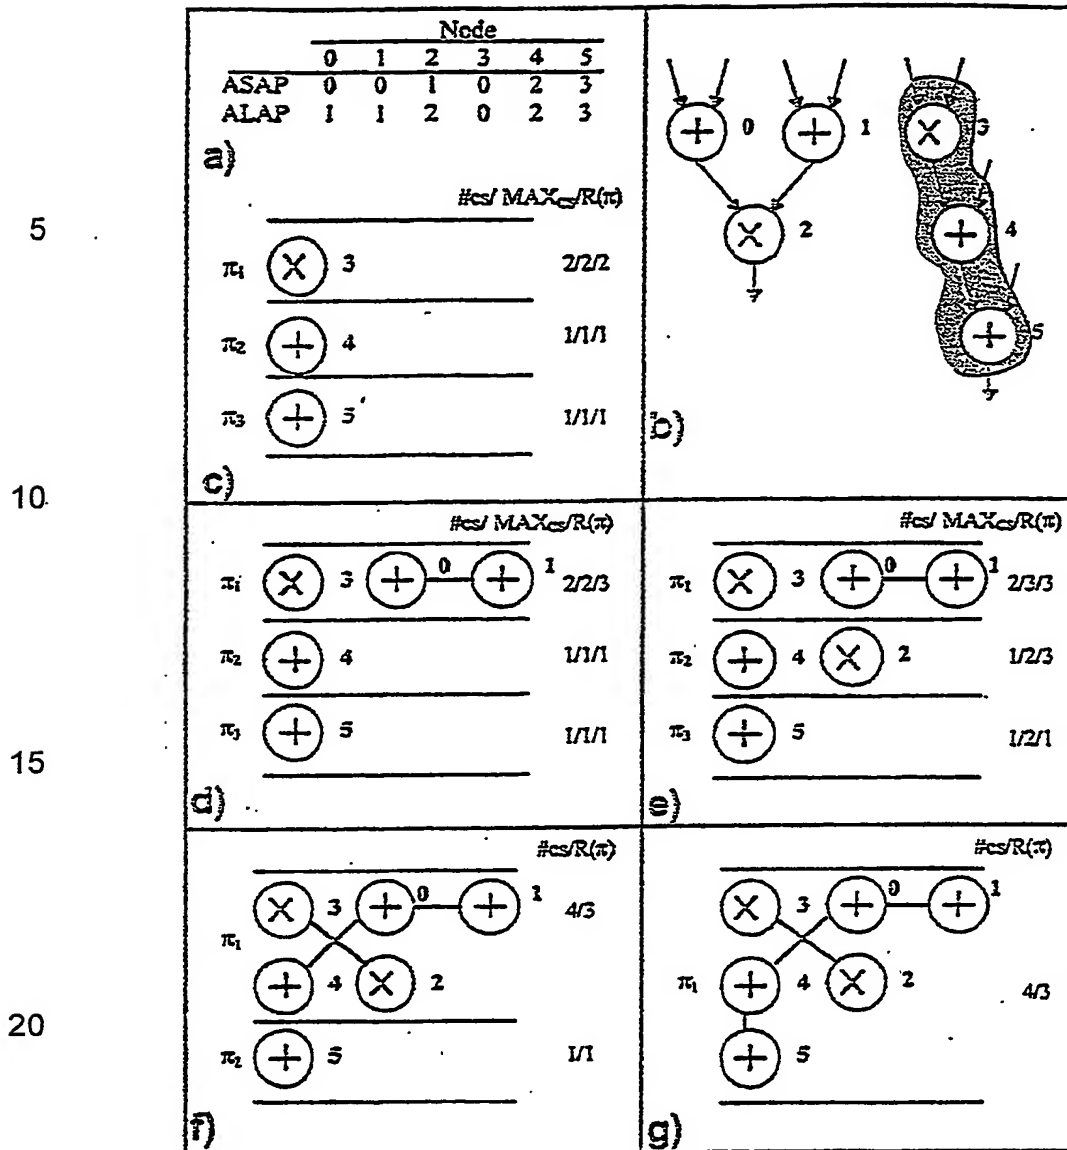 Node
0 1 2 3 4 5
ASAP 0 0 1 0 2 3
ALAP 1 1 2 0 2 3
a)
0 1 3
2 4
5
b)
#cs/ MAXcs/R(π)
π1 3 2/2/2
π2 4 1/1/1
π3 5 1/1/1
c)
#cs/ MAXcs/R(π)
πi 3 0 1 2/2/3
π2 4 1/1/1
π3 5 1/1/1
d)
#cs/ MAXcs/R(π)
π1 3 0 1 2/3/3
π2 4 2 1/2/3
π3 5 1/2/1
e)
#cs/R(π)
3 0 1 4/3
π1
4 2
π2 5 1/1
f)
#cs/R(π)
3 0 1
π1 4 2 4/3
5
g)
5
10
15
20